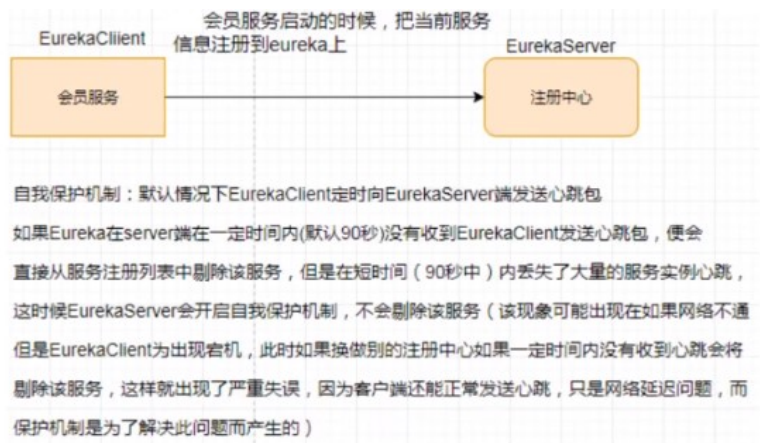 会员服务启动的时候，把当前服务
信息注册到eureka上
EurekaCliient
EurekaServer
会员服务
注册中心
自我保护机制：默认情况下EurekaClient定时向EurekaServer端发送心跳包
如果Eureka在server端在一定时间内(默认90秒)没有收到EurekaClient发送心跳包，便会
直接从服务注册列表中剔除该服务，但是在短时间（90秒中）内丢失了大量的服务实例心跳，
这时候EurekaServer会开启自我保护机制，不会剔除该服务（该现象可能出现在如果网络不通
但是EurekaClient为出现宕机，此时如果换做别的注册中心如果一定时间内没有收到心跳会将
剔除该服务，这样就出现了严重失误，因为客户端还能正常发送心跳，只是网络延迟问题，而
保护机制是为了解决此问题而产生的）